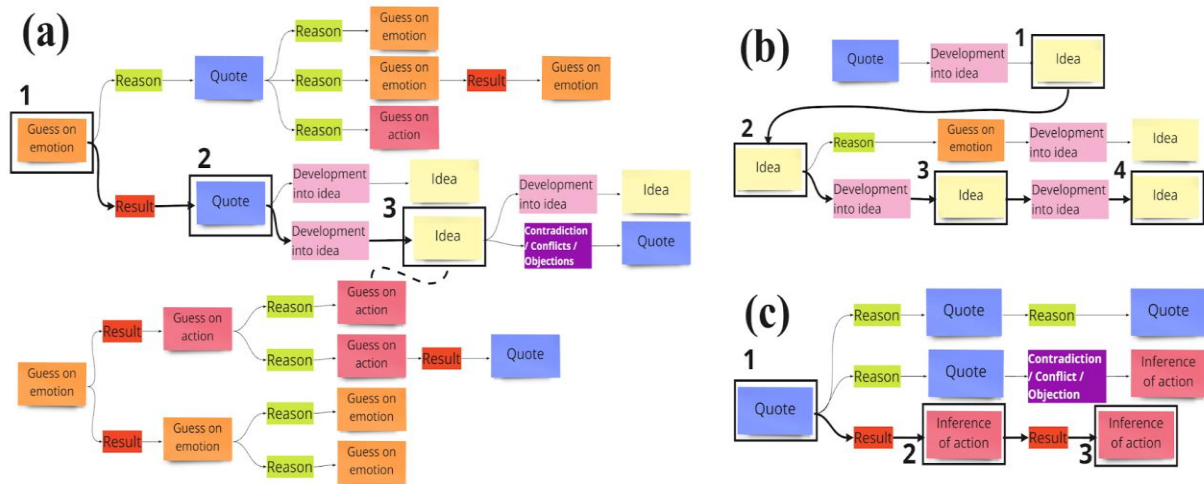 (a)
Reason
Guess on
emotion
1
Guess on
emotion
Reason
Quote
Reason
Guess on
emotion
Result
Guess on
emotion
Reason
Guess on
action
2
Result
Quote
Development
into idea
Idea
3
Development
into idea
Idea
Development
into idea
Idea
Contradiction
/ Conflicts /
Objections
Quote
Guess on
emotion
Result
Guess on
action
Reason
Guess on
action
Reason
Guess on
action
Result
Quote
Result
Guess on
emotion
Reason
Guess on
emotion
Reason
Guess on
emotion
(b)
Quote
Development
into idea
1
Idea
2
Idea
Reason
Guess on
emotion
Development
into idea
Idea
Development
into idea
3
Idea
Development
into idea
4
Idea
(c)
1
Quote
Reason
Quote
Reason
Quote
Reason
Quote
Contradiction
/ Conflict /
Objection
Inference
of action
Result
2
Inference
of action
Result
3
Inference
of action